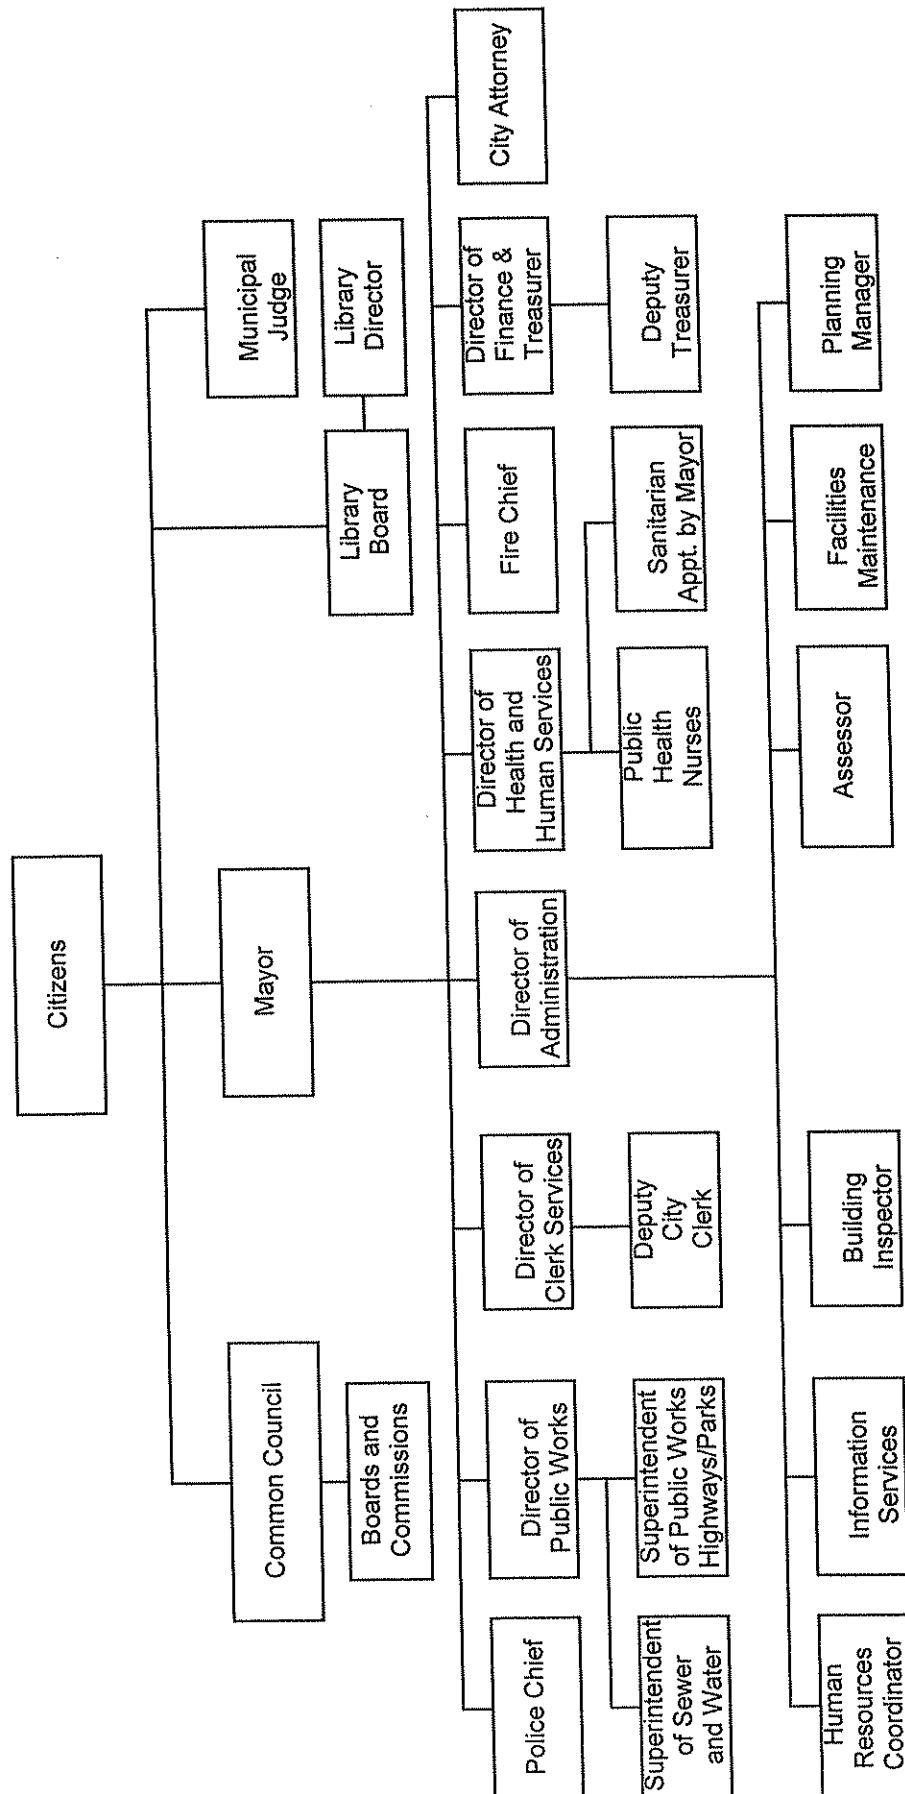 Citizens
Common Council
Mayor
Municipal
Judge
Boards and
Commissions
Library
Board
Library
Director
Police Chief
Director of
Public Works
Director of
Clerk Services
Director of
Administration
Director of
Health and
Human Services
Fire Chief
Director of
Finance &
Treasurer
City Attorney
Superintendent
of Sewer
and Water
Superintendent
of Public Works
Highways/Parks
Deputy
City
Clerk
Public
Health
Nurses
Sanitarian
Appt. by Mayor
Deputy
Treasurer
Human
Resources
Coordinator
Information
Services
Building
Inspector
Assessor
Facilities
Maintenance
Planning
Manager